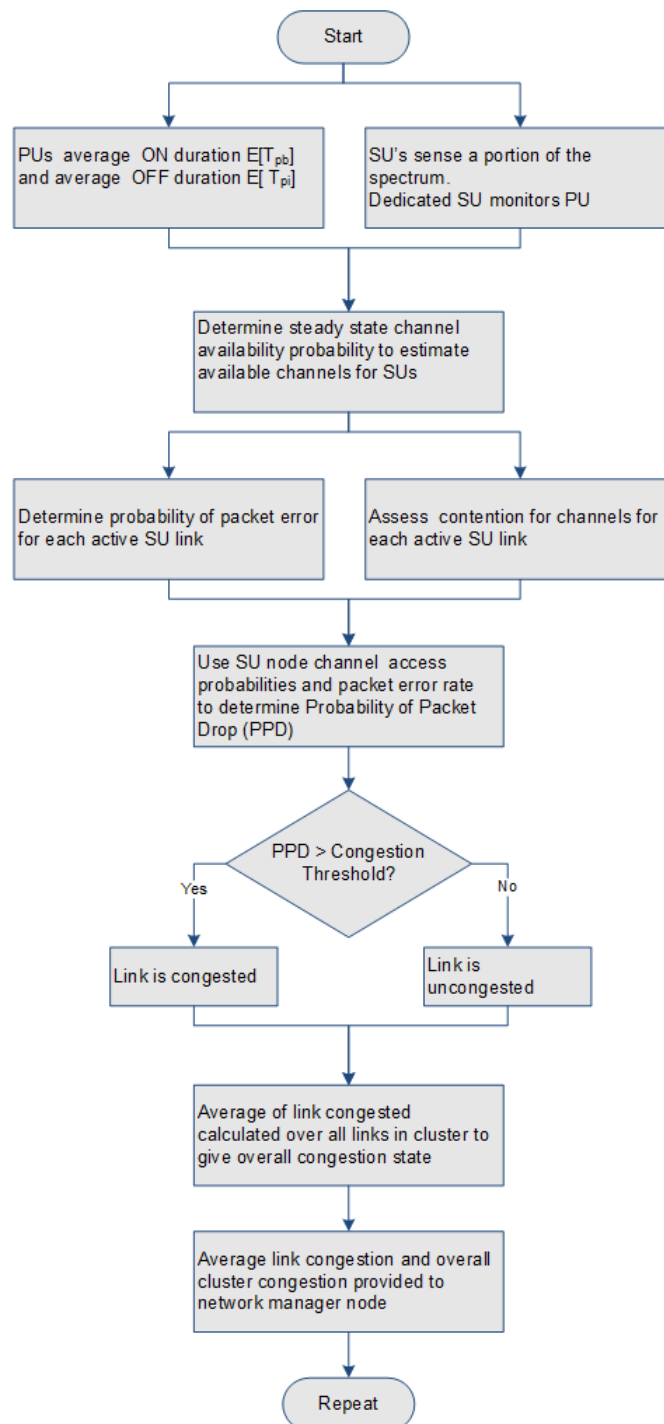 Start
PUs average ON duration E[Tpb]
and average OFF duration E[ Tpi]
SU's sense a portion of the
spectrum.
Dedicated SU monitors PU
Determine steady state channel
availability probability to estimate
available channels for SUs
Determine probability of packet error
for each active SU link
Assess contention for channels for
each active SU link
Use SU node channel access
probabilities and packet error rate
to determine Probability of Packet
Drop (PPD)
PPD > Congestion
Threshold?
Yes
No
Link is congested
Link is
uncongested
Average of link congested
calculated over all links in cluster to
give overall congestion state
Average link congestion and overall
cluster congestion provided to
network manager node
Repeat